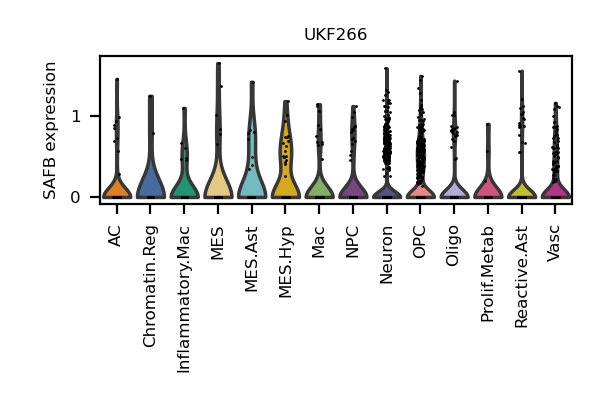 UKF266
SAFB expression
1
0
AC
Chromatin.Reg
Inflammatory.Mac
MES
MES.Ast
MES.Hyp
Mac
NPC
Neuron
OPC
Oligo
Prolif.Metab
Reactive.Ast
Vasc